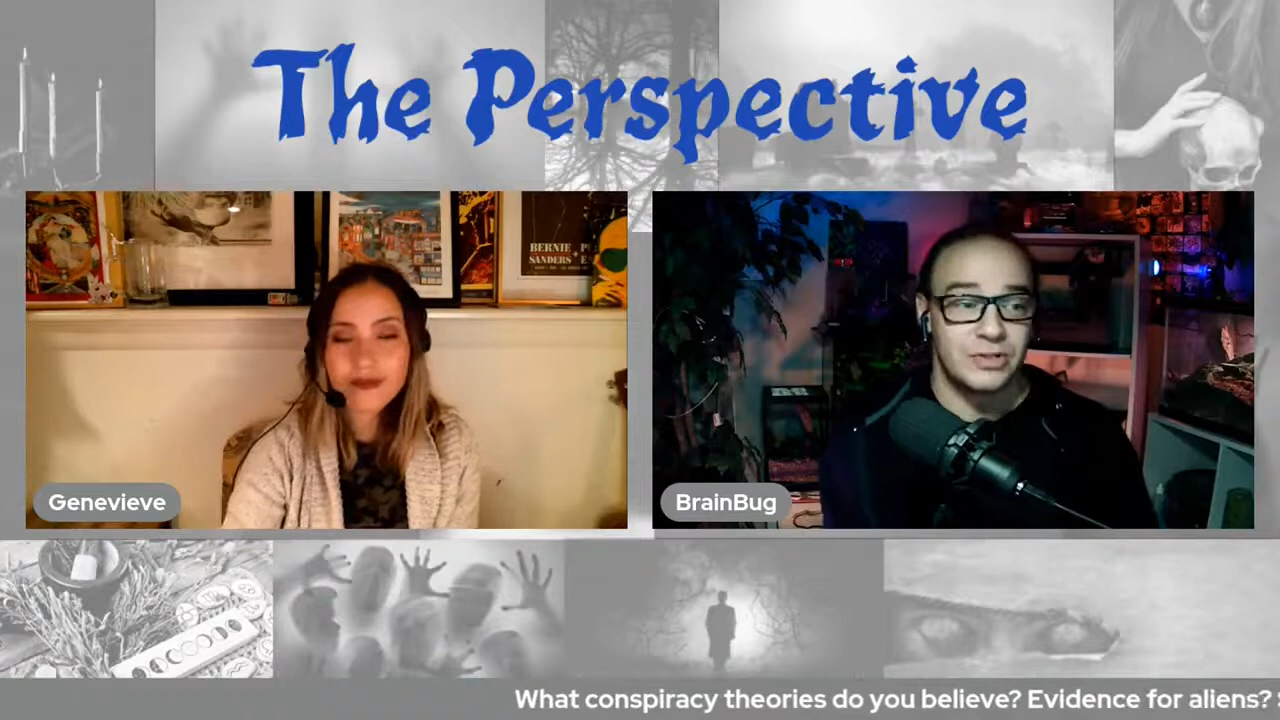 The Perspective
BERNIE
SANDERS
Genevieve
BrainBug
What conspiracy theories do you believe? Evidence for aliens?